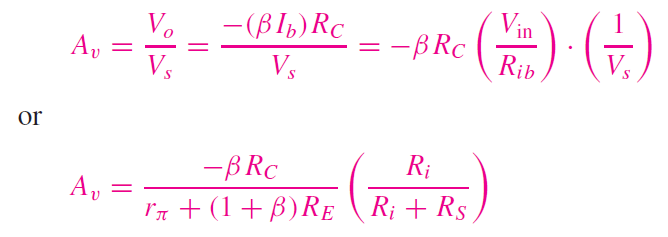 A_v = V_o / V_s = −(βI_b)R_C / V_s = −βR_C (V_in / R_ib) · (1 / V_s)
or
A_v = −βR_C / (r_π + (1 + β)R_E) (R_i / (R_i + R_S))